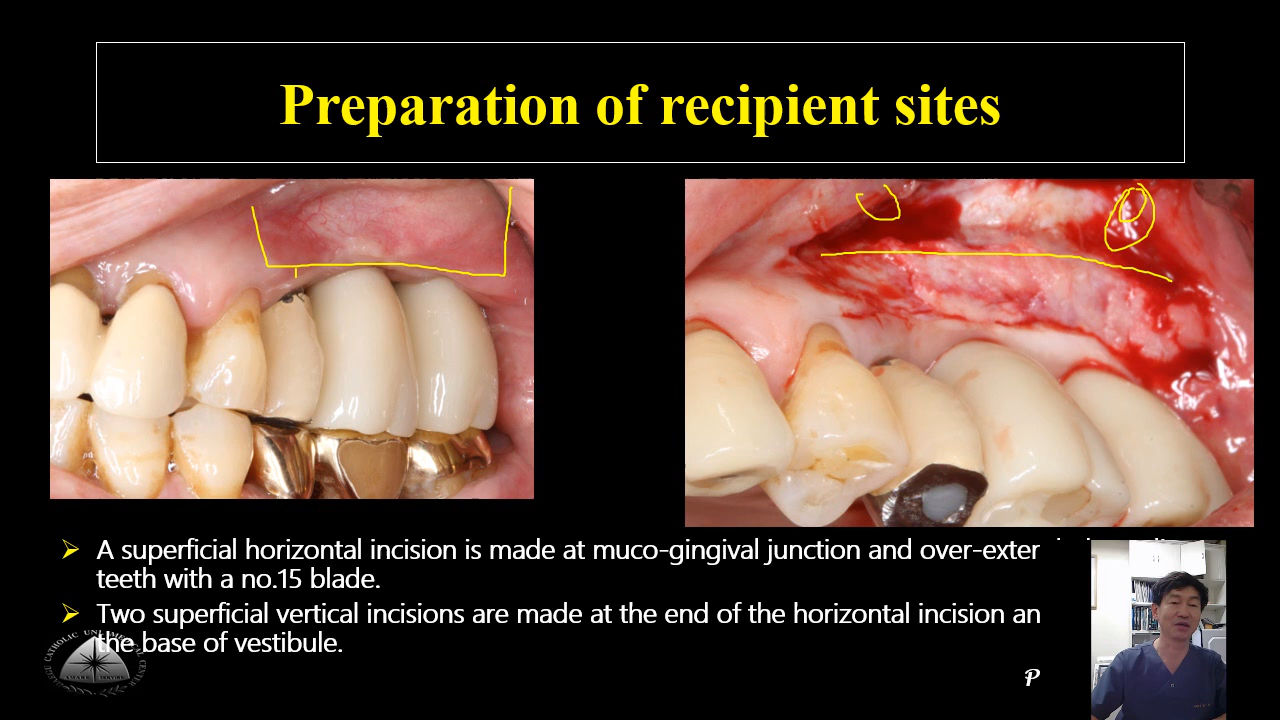 Preparation of recipient sites
A superficial horizontal incision is made at muco-gingival junction and over-exter
teeth with a no.15 blade.
Two superficial vertical incisions are made at the end of the horizontal incision an
the base of vestibule.
P